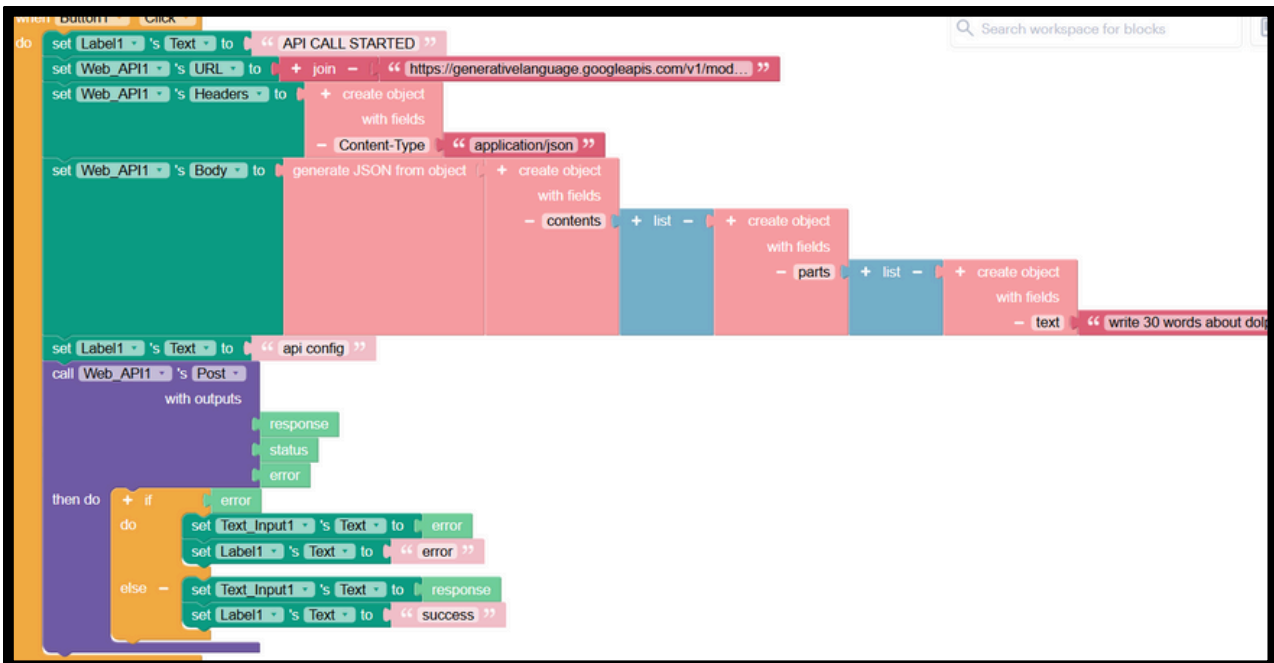 when Button1 Click
do set Label1 's Text to “ API CALL STARTED ”
Search workspace for blocks
set Web_API1 's URL to + join − “ https://generativelanguage.googleapis.com/v1/mod... ”
set Web_API1 's Headers to + create object
with fields
− Content-Type “ application/json ”
set Web_API1 's Body to generate JSON from object + create object
with fields
− contents + list − + create object
with fields
− parts + list − + create object
with fields
− text “ write 30 words about dolp
set Label1 's Text to “ api config ”
call Web_API1 's Post
with outputs
response
status
error
then do + if error
do set Text_Input1 's Text to error
set Label1 's Text to “ error ”
else − set Text_Input1 's Text to response
set Label1 's Text to “ success ”